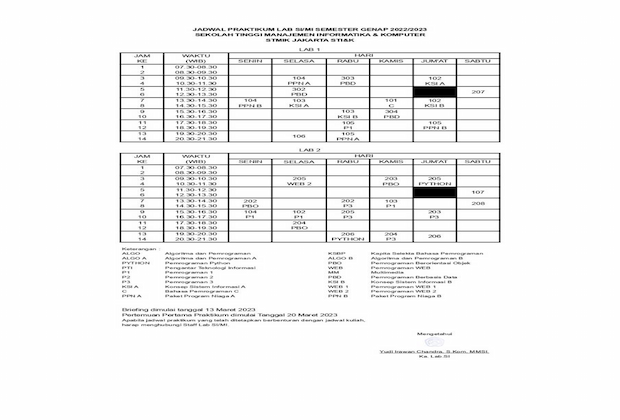 JADWAL PRAKTIKUM LAB SI/MI SEMESTER GENAP 2022/2023
SEKOLAH TINGGI MANAJEMEN INFORMATIKA & KOMPUTER
STMIK JAKARTA STI&K
LAB 1
JAM KE WAKTU (WIB) HARI
SENIN SELASA RABU KAMIS JUM'AT SABTU
1 07.30-08.30
2 08.30-09.30
3 09.30-10.30 104 303 102
4 10.30-11.30 PPN A PBD KSI A
5 11.30-12.30 302 207
6 12.30-13.30 PBD
7 13.30-14.30 104 103 101 102
8 14.30-15.30 PPN B KSI A C KSI B
9 15.30-16.30 103 304
10 16.30-17.30 KSI B PBD
11 17.30-18.30 105 105
12 18.30-19.30 P1 PPN B
13 19.30-20.30 106 105
14 20.30-21.30 PPN A
LAB 2
JAM KE WAKTU (WIB) HARI
SENIN SELASA RABU KAMIS JUM'AT SABTU
1 07.30-08.30
2 08.30-09.30
3 09.30-10.30 205 203 205
4 10.30-11.30 WEB 2 PBO PYTHON
5 11.30-12.30 107
6 12.30-13.30
7 13.30-14.30 202 202 103 208
8 14.30-15.30 PBO P3 P1
9 15.30-16.30 104 102 205 203
10 16.30-17.30 P1 P1 P3 P3
11 17.30-18.30 204
12 18.30-19.30 PBO
13 19.30-20.30 206 204 206
14 20.30-21.30 PYTHON P3
Keterangan :
ALGO Algoritma dan Pemrograman KSBP Kapita Selekta Bahasa Pemrograman
ALGO A Algoritma dan Pemrograman A ALGO B Algoritma dan Pemrograman B
PYTHON Pemrograman Python PBO Pemrograman Berorientasi Objek
PTI Pengantar Teknologi Informasi WEB Pemrograman WEB
P1 Pemrograman 1 MM Multimedia
P2 Pemrograman 2 PBD Pemrograman Berbasis Data
P3 Pemrograman 3 KSI B Konsep Sistem Informasi B
KSI A Konsep Sistem Informasi A WEB 1 Pemrograman WEB 1
C Bahasa Pemrograman C WEB 2 Pemrograman WEB 2
PPN A Paket Program Niaga A PPN B Paket Program Niaga B
Briefing dimulai tanggal 13 Maret 2023
Pertemuan Pertama Praktikum dimulai Tanggal 20 Maret 2023
Apabila jadwal praktikum yang telah ditetapkan berbenturan dengan jadwal kuliah,
harap menghubungi Staff Lab SI/MI.
Mengetahui
Yudi Irawan Chandra, S.Kom, MMSI.
Ka. Lab SI